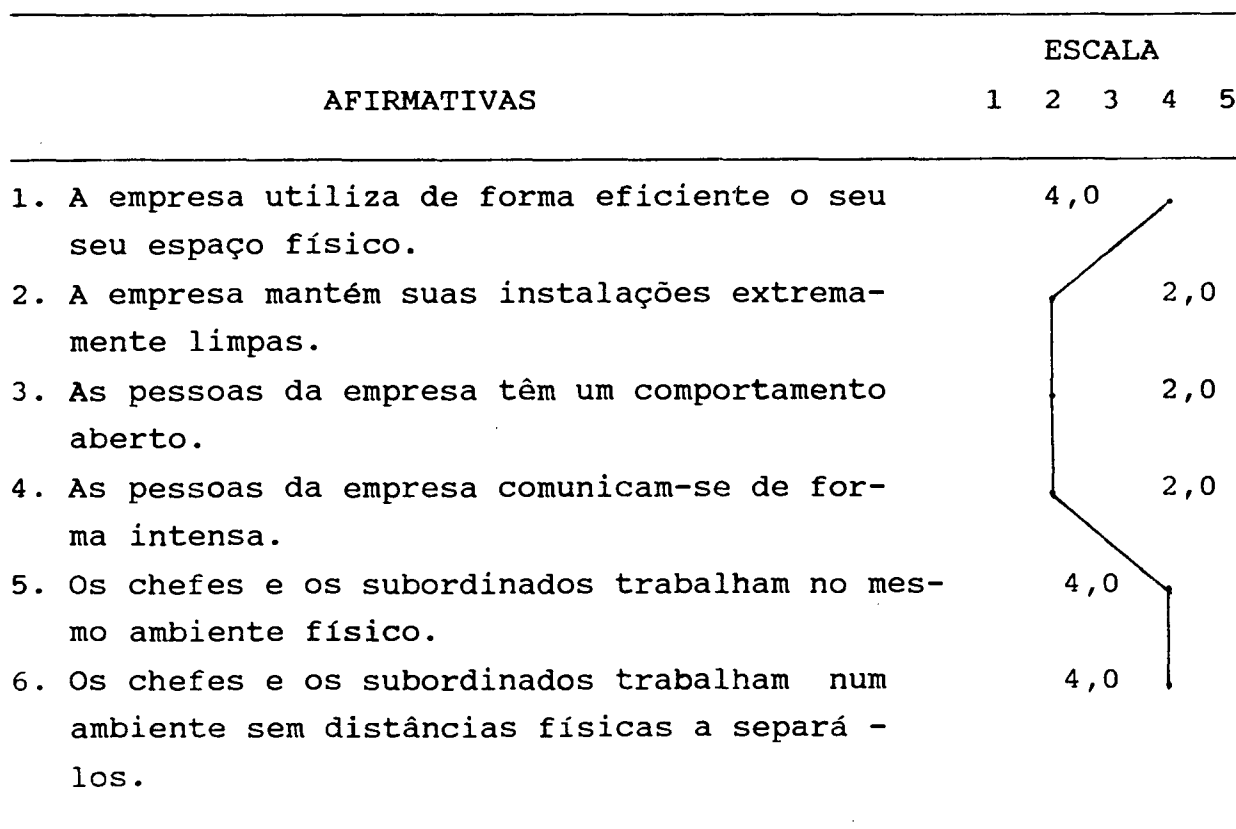 ESCALA
AFIRMATIVAS 1 2 3 4 5
1. A empresa utiliza de forma eficiente o seu 4,0
seu espaço físico.
2. A empresa mantém suas instalações extrema- 2,0
mente limpas.
3. As pessoas da empresa têm um comportamento 2,0
aberto.
4. As pessoas da empresa comunicam-se de for- 2,0
ma intensa.
5. Os chefes e os subordinados trabalham no mes- 4,0
mo ambiente físico.
6. Os chefes e os subordinados trabalham num 4,0
ambiente sem distâncias físicas a separá -
los.